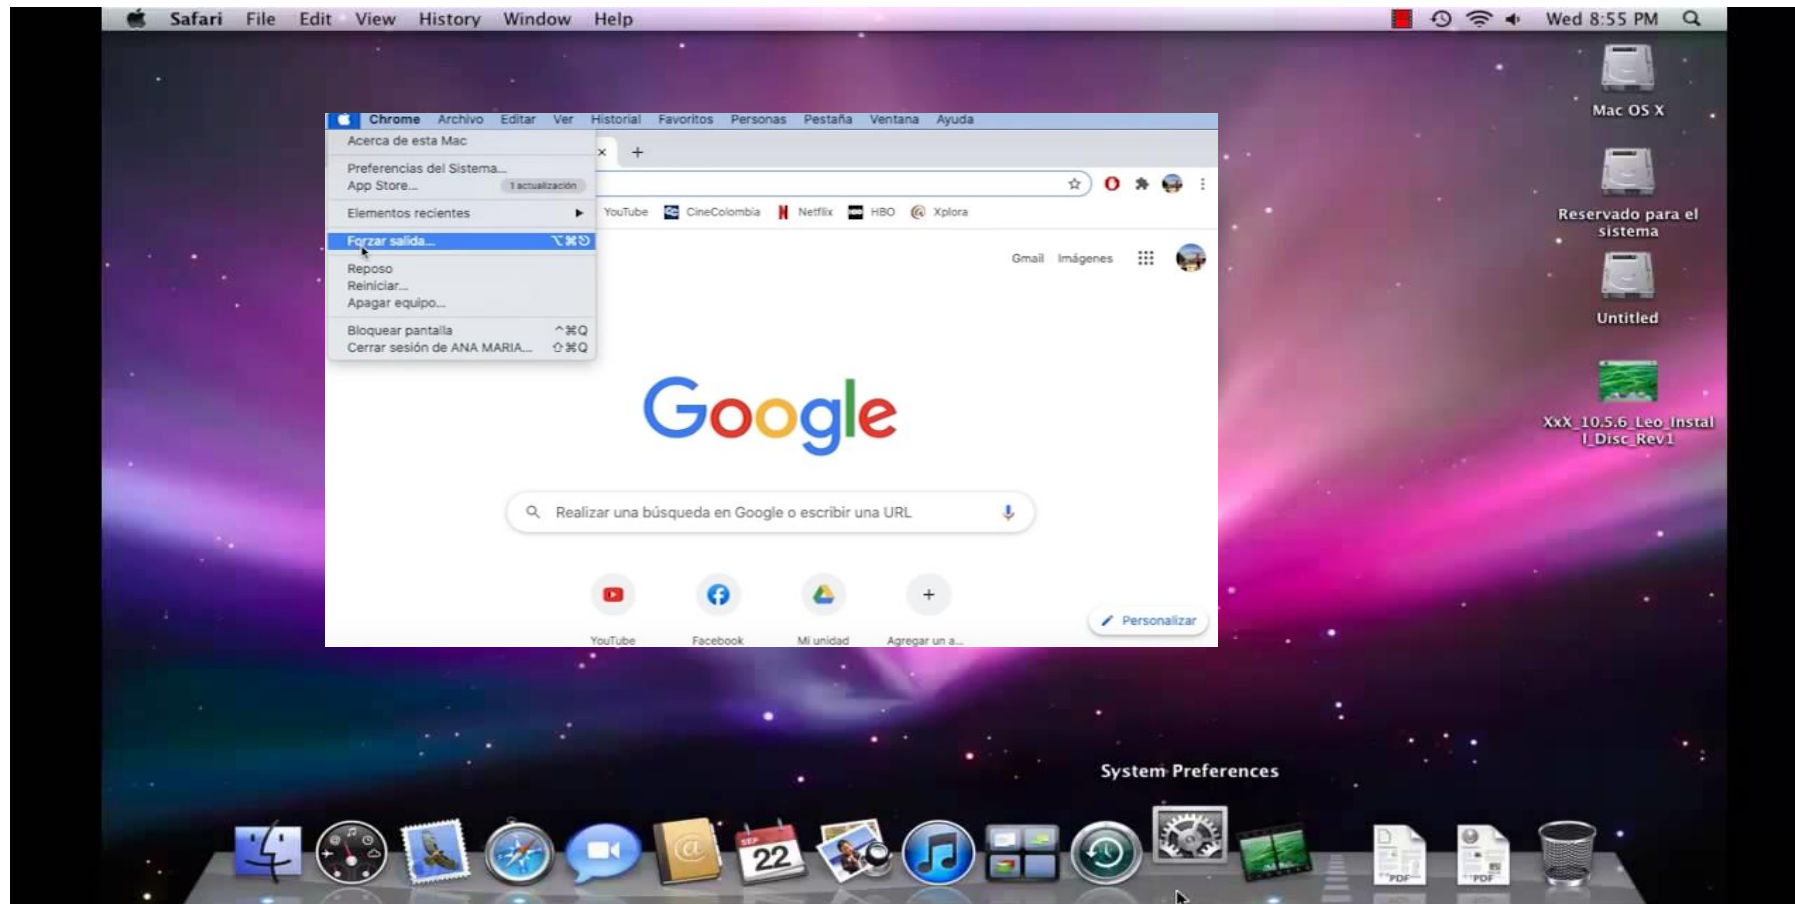 Safari File Edit View History Window Help
Wed 8:55 PM
Mac OS X
Reservado para el
sistema
Untitled
XxX_10.5.6_Leo_Instal
l_Disc_Rev1
Chrome Archivo Editar Ver Historial Favoritos Personas Pestaña Ventana Ayuda
Acerca de esta Mac
Preferencias del Sistema...
App Store... 1 actualización
Elementos recientes
Forzar salida... ⌥⌘⎋
Reposo
Reiniciar...
Apagar equipo...
Bloquear pantalla ^⌘Q
Cerrar sesión de ANA MARIA... ⇧⌘Q
YouTube CineColombia Netflix HBO Xplora
Gmail Imágenes
Google
Realizar una búsqueda en Google o escribir una URL
YouTube Facebook Mi unidad Agregar un a...
Personalizar
System Preferences
SEP
22
PDF
PDF